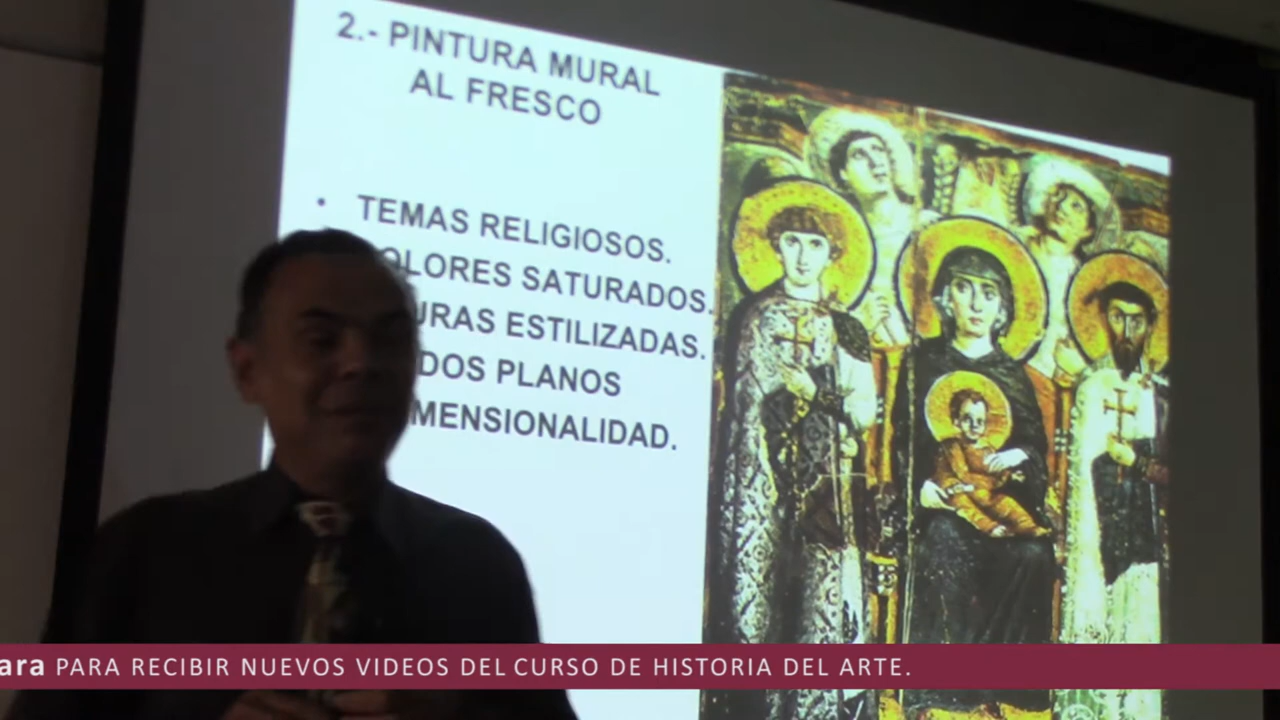 2.- PINTURA MURAL
AL FRESCO
• TEMAS RELIGIOSOS.
OLORES SATURADOS.
URAS ESTILIZADAS.
DOS PLANOS
MENSIONALIDAD.
ara PARA RECIBIR NUEVOS VIDEOS DEL CURSO DE HISTORIA DEL ARTE.